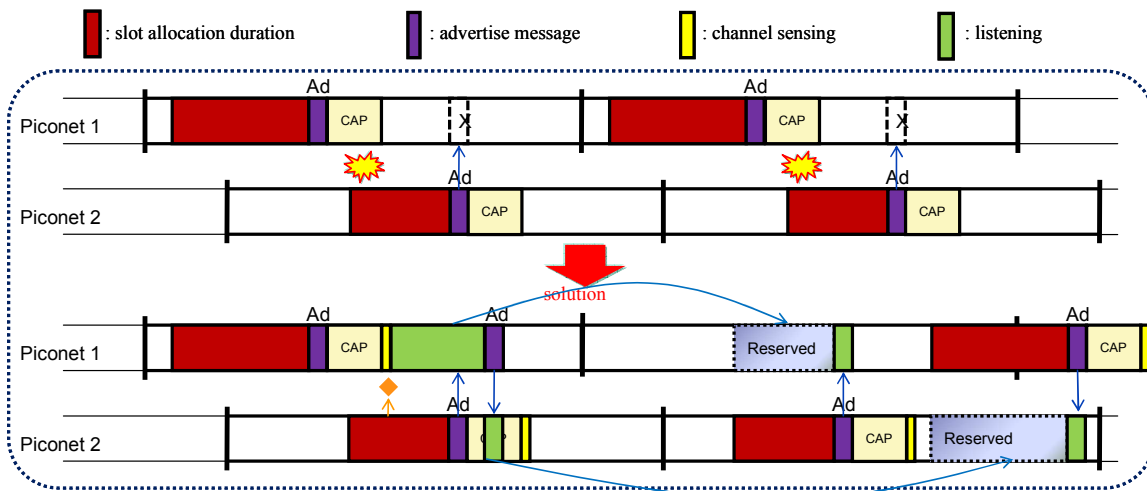 : slot allocation duration : advertise message : channel sensing : listening
Ad Ad
Piconet 1 CAP X CAP X
Ad Ad
Piconet 2 CAP CAP
solution
Ad Ad
Piconet 1 CAP Reserved CAP
Ad Ad
Piconet 2 CAP CAP Reserved